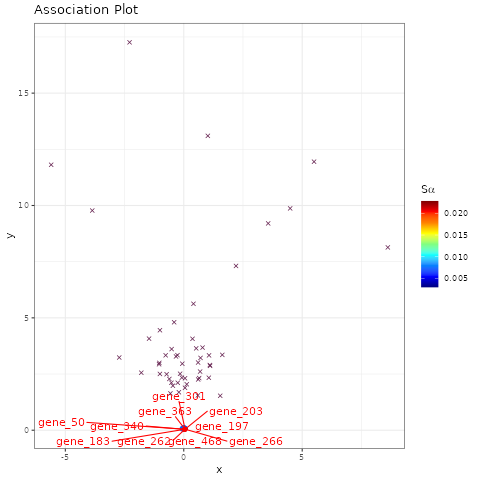 Association Plot
15
10
5
0
y
-5
0
5
x
gene_301
gene_363
gene_203
gene_50
gene_340
gene_197
gene_183
gene_262
gene_468
gene_266
Sα
0.020
0.015
0.010
0.005